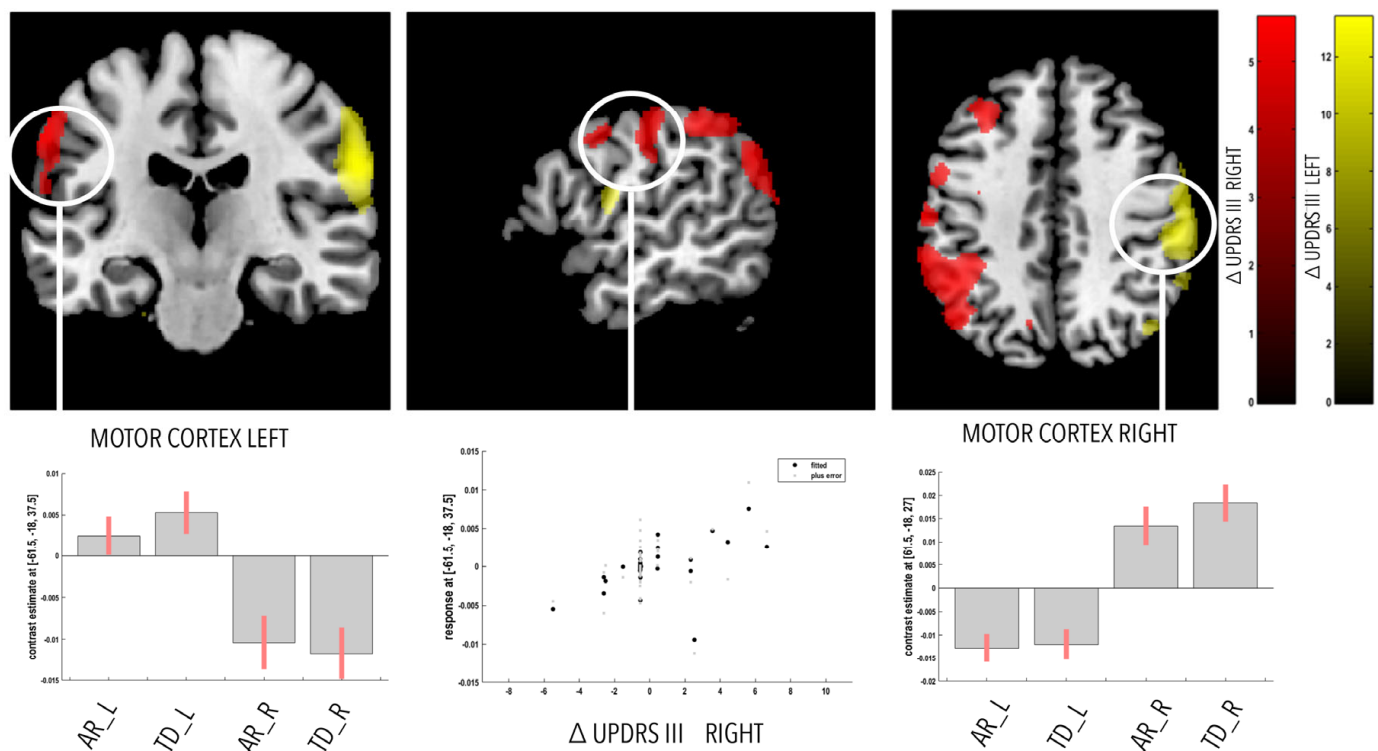 5
4
3
2
1
0
Δ UPDRS III RIGHT
12
10
8
6
4
2
0
Δ UPDRS III LEFT
MOTOR CORTEX LEFT
0.01
0.005
0
-0.005
-0.01
-0.015
contrast estimate at [-61.5, -18, 37.5]
AR_L
TD_L
AR_R
TD_R
0.015
0.01
0.005
0
-0.005
-0.01
-0.015
response at [-61.5, -18, 37.5]
fitted
plus error
-8 -6 -4 -2 0 2 4 6 8 10
Δ UPDRS III RIGHT
MOTOR CORTEX RIGHT
0.025
0.02
0.015
0.01
0.005
0
-0.005
-0.01
-0.015
-0.02
contrast estimate at [61.5, -18, 27]
AR_L
TD_L
AR_R
TD_R